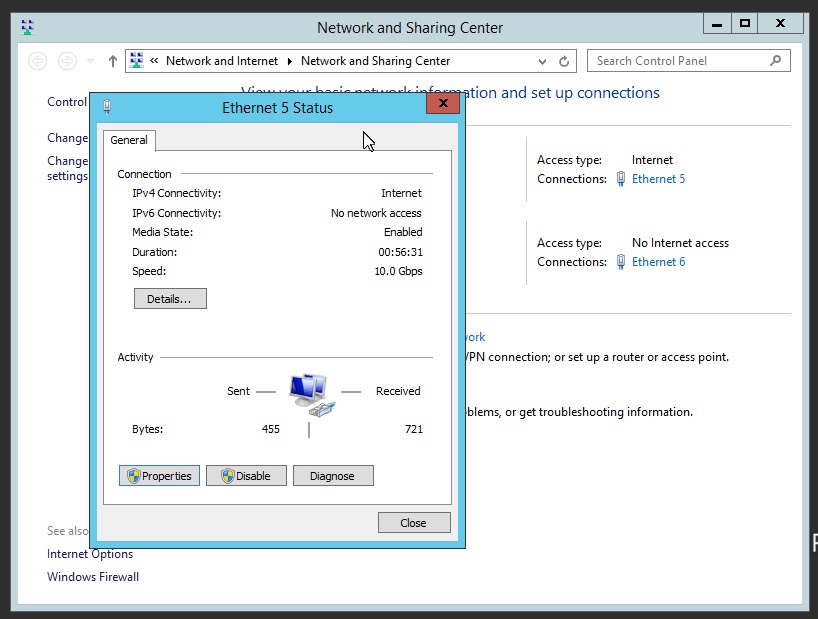 Network and Sharing Center
« Network and Internet ▸ Network and Sharing Center
Search Control Panel
View your basic network information and set up connections
Control
Change
Change
settings
Access type: Internet
Connections: Ethernet 5
Access type: No Internet access
Connections: Ethernet 6
ork
PN connection; or set up a router or access point.
blems, or get troubleshooting information.
See also
Internet Options
Windows Firewall
Ethernet 5 Status
General
Connection
IPv4 Connectivity: Internet
IPv6 Connectivity: No network access
Media State: Enabled
Duration: 00:56:31
Speed: 10.0 Gbps
Details...
Activity
Sent — — Received
Bytes: 455 | 721
Properties Disable Diagnose
Close